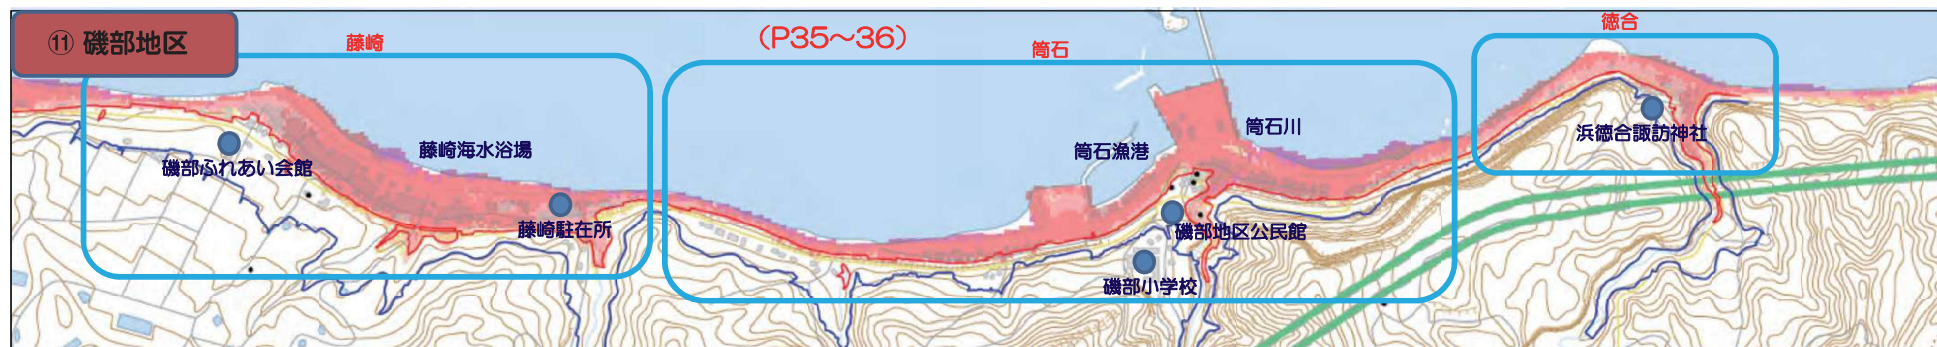 ⑪ 磯部地区
藤崎
(P35～36)
筒石
徳合
藤崎海水浴場
磯部ふれあい会館
藤崎駐在所
筒石漁港
筒石川
磯部地区公民館
磯部小学校
浜徳合諏訪神社